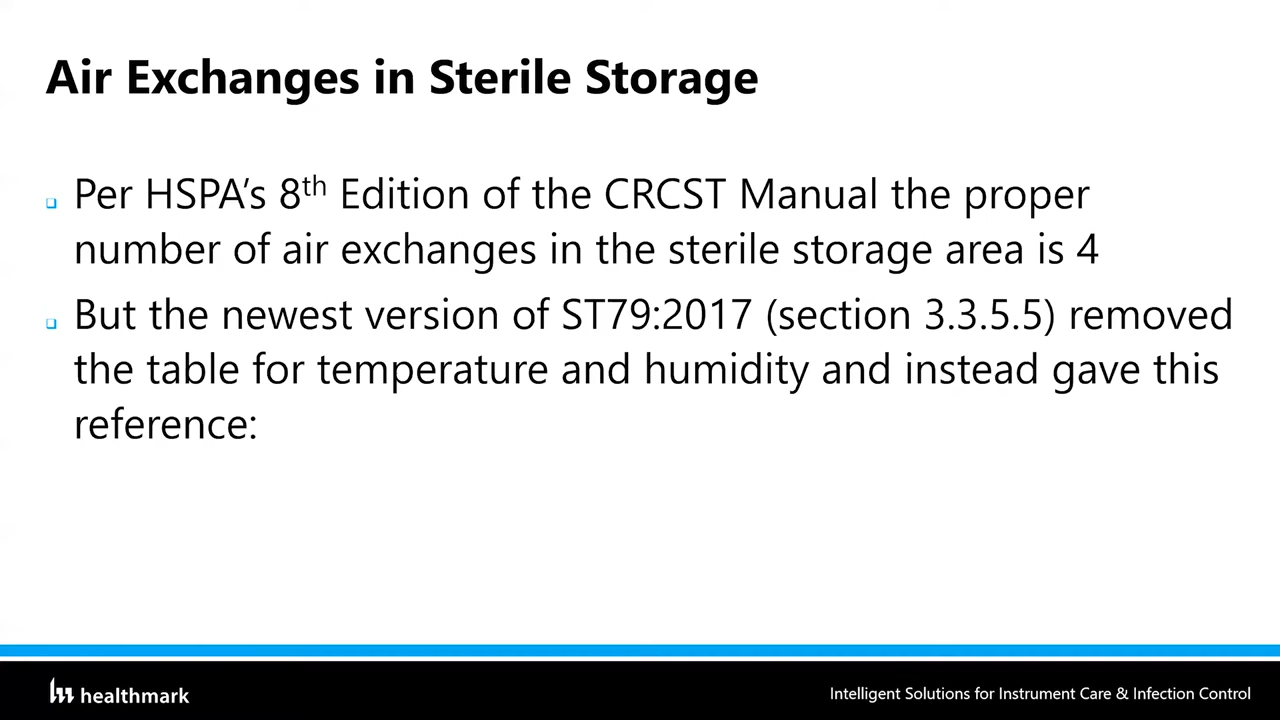 Air Exchanges in Sterile Storage
Per HSPA’s 8th Edition of the CRCST Manual the proper
number of air exchanges in the sterile storage area is 4
But the newest version of ST79:2017 (section 3.3.5.5) removed
the table for temperature and humidity and instead gave this
reference:
healthmark
Intelligent Solutions for Instrument Care & Infection Control